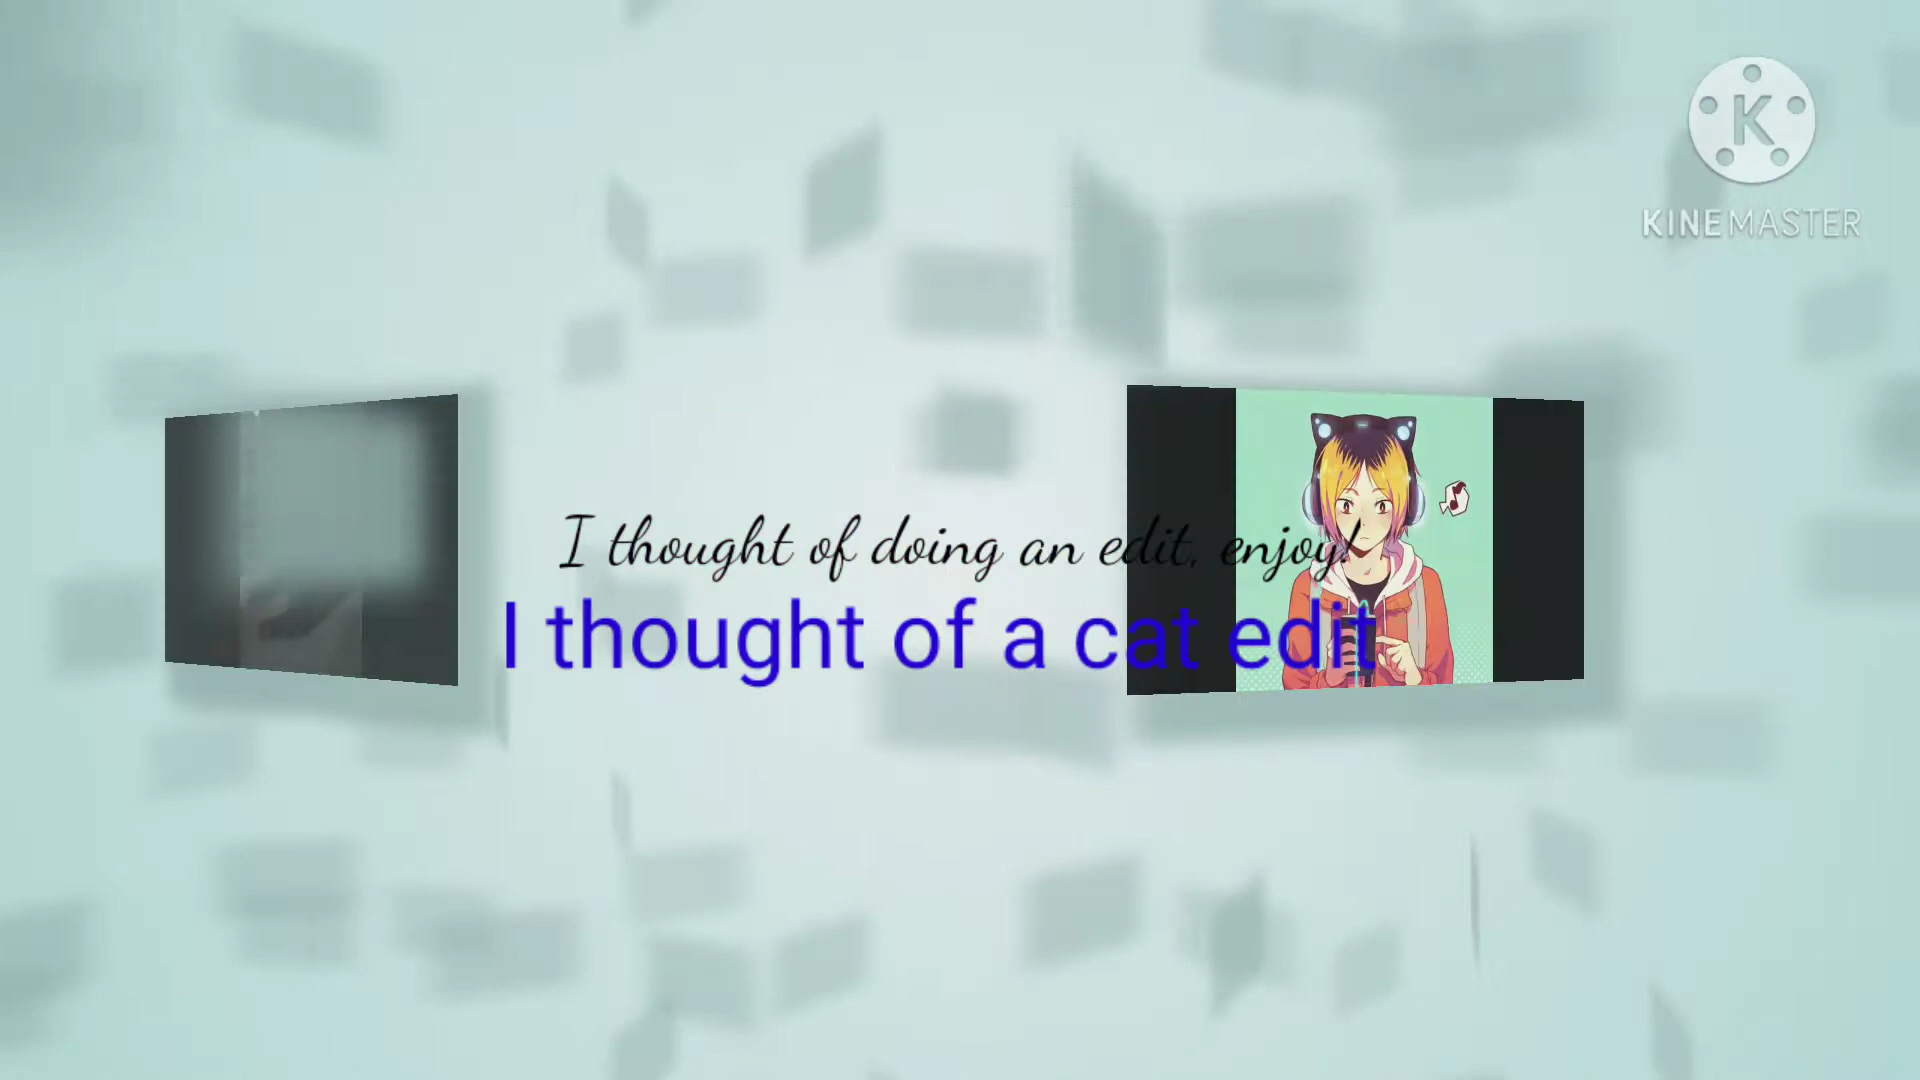 K
KINEMASTER
I thought of doing an edit, enjoy!
I thought of a cat edit